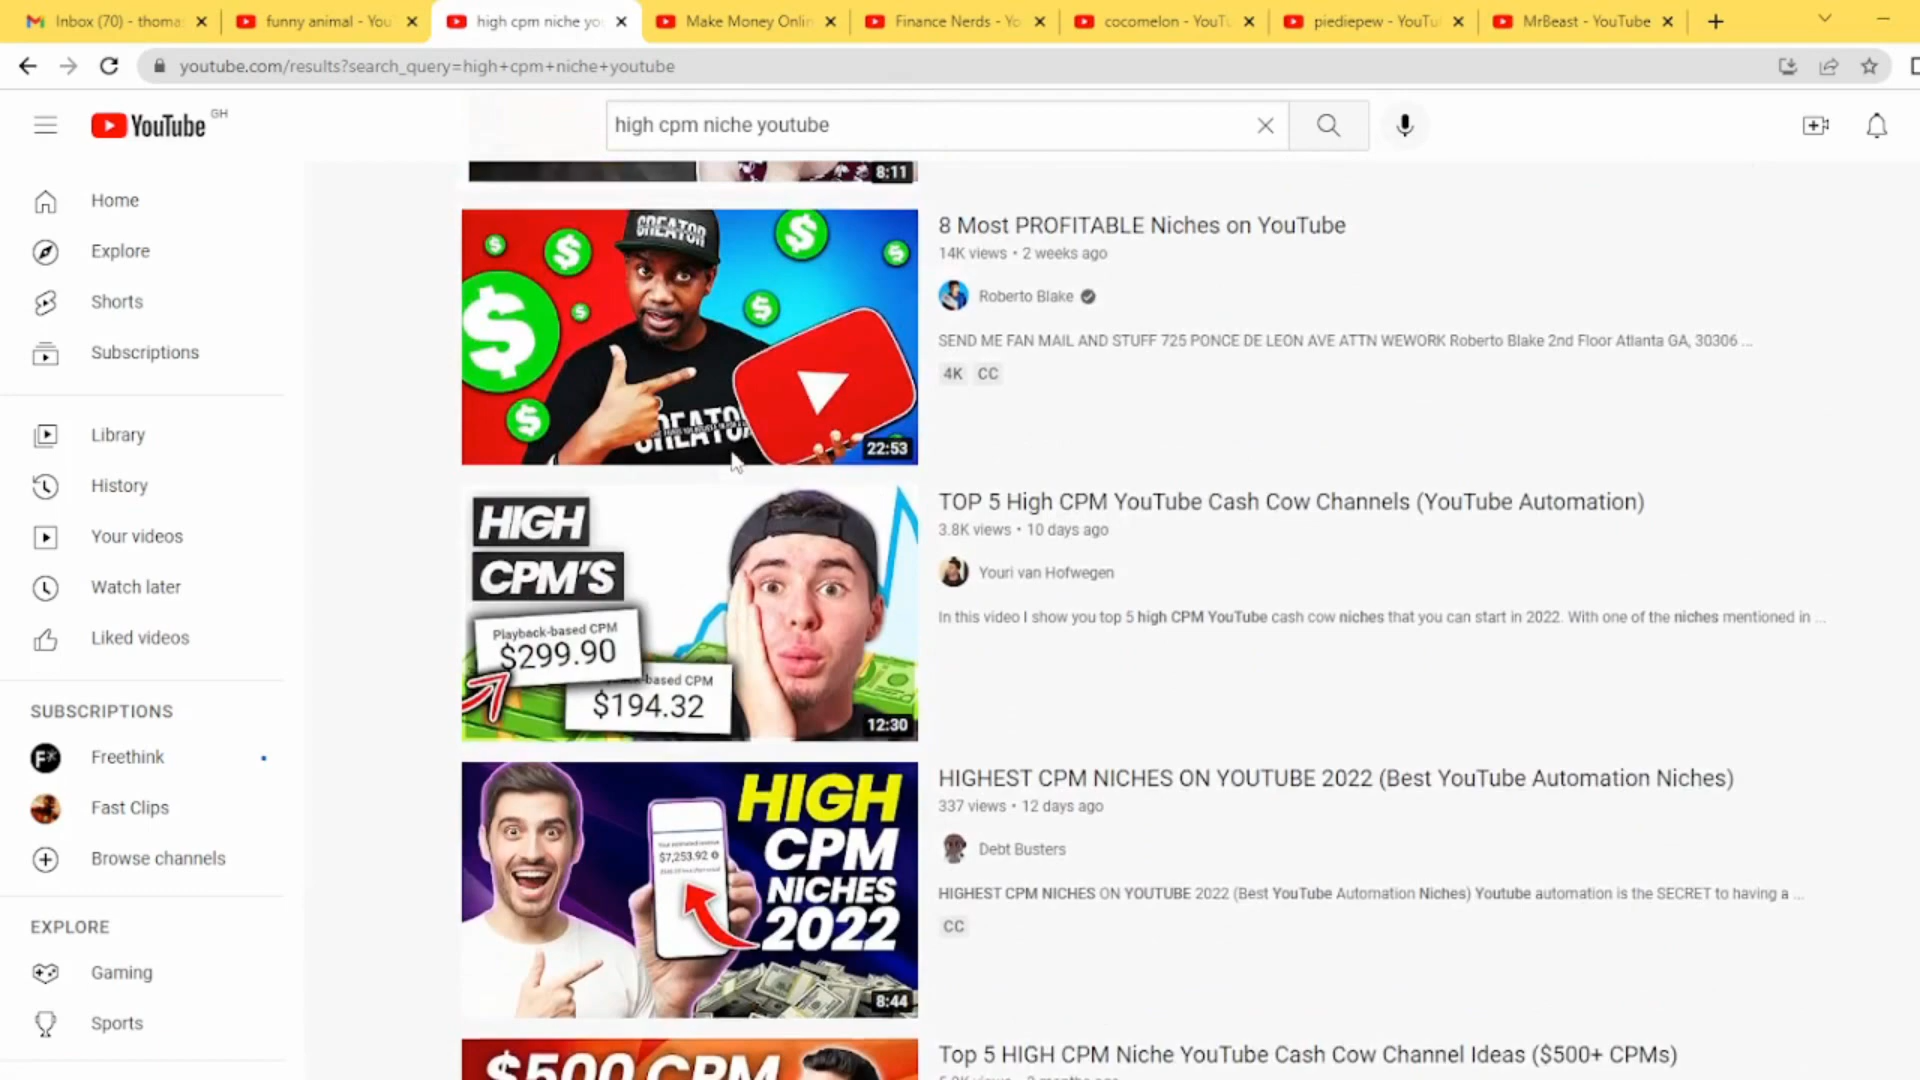 Inbox (70) - thoma
funny animal - You
high cpm niche yo
Make Money Onlin
Finance Nerds - Yo
cocomelon - YouTu
piediepew - YouTu
MrBeast - YouTube
youtube.com/results?search_query=high+cpm+niche+youtube
YouTube GH
high cpm niche youtube
Home
Explore
Shorts
Subscriptions
Library
History
Your videos
Watch later
Liked videos
SUBSCRIPTIONS
Freethink
Fast Clips
Browse channels
EXPLORE
Gaming
Sports
8:11
CREATOR
CREATOR
22:53
8 Most PROFITABLE Niches on YouTube
14K views • 2 weeks ago
Roberto Blake
SEND ME FAN MAIL AND STUFF 725 PONCE DE LEON AVE ATTN WEWORK Roberto Blake 2nd Floor Atlanta GA, 30306 ...
4K CC
HIGH
CPM'S
Playback-based CPM
$299.90
based CPM
$194.32
12:30
TOP 5 High CPM YouTube Cash Cow Channels (YouTube Automation)
3.8K views • 10 days ago
Youri van Hofwegen
In this video I show you top 5 high CPM YouTube cash cow niches that you can start in 2022. With one of the niches mentioned in ...
HIGH
CPM
NICHES
2022
$7,253.92
8:44
HIGHEST CPM NICHES ON YOUTUBE 2022 (Best YouTube Automation Niches)
337 views • 12 days ago
Debt Busters
HIGHEST CPM NICHES ON YOUTUBE 2022 (Best YouTube Automation Niches) Youtube automation is the SECRET to having a ...
CC
$500 CPM
Top 5 HIGH CPM Niche YouTube Cash Cow Channel Ideas ($500+ CPMs)